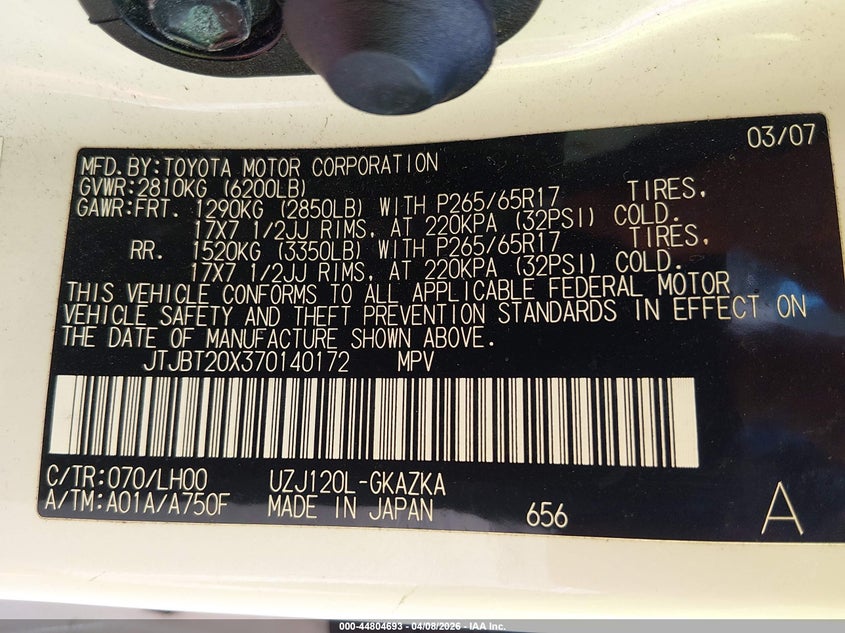 03/07
MFD.BY:TOYOTA MOTOR CORPORATION
GVWR:2810KG (6200LB)
GAWR:FRT. 1290KG (2850LB) WITH P265/65R17 TIRES,
17X7 1/2JJ RIMS, AT 220KPA (32PSI) COLD.
RR. 1520KG (3350LB) WITH P265/65R17 TIRES,
17X7 1/2JJ RIMS, AT 220KPA (32PSI) COLD.
THIS VEHICLE CONFORMS TO ALL APPLICABLE FEDERAL MOTOR
VEHICLE SAFETY AND THEFT PREVENTION STANDARDS IN EFFECT ON
THE DATE OF MANUFACTURE SHOWN ABOVE.
JTJBT20X370140172 MPV
C/TR:070/LH00 UZJ120L-GKAZKA
A/TM:A01A/A750F MADE IN JAPAN 656 A
000-44804693 - 04/08/2026 - IAA Inc.